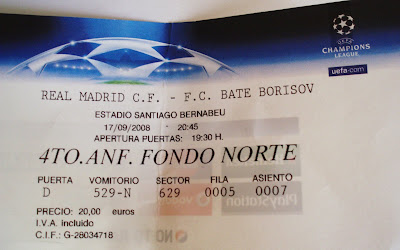 UEFA
CHAMPIONS
LEAGUE
uefa.com
REAL MADRID C.F. - F.C. BATE BORISOV
ESTADIO SANTIAGO BERNABEU
17/09/2008 - 20:45
APERTURA PUERTAS: 19:30 H.
4TO.ANF. FONDO NORTE
PUERTA VOMITORIO SECTOR FILA ASIENTO
D 529-N 629 0005 0007
PRECIO: 20,00 euros
I.V.A. incluido
C.I.F.: G-28034718
PlayStation